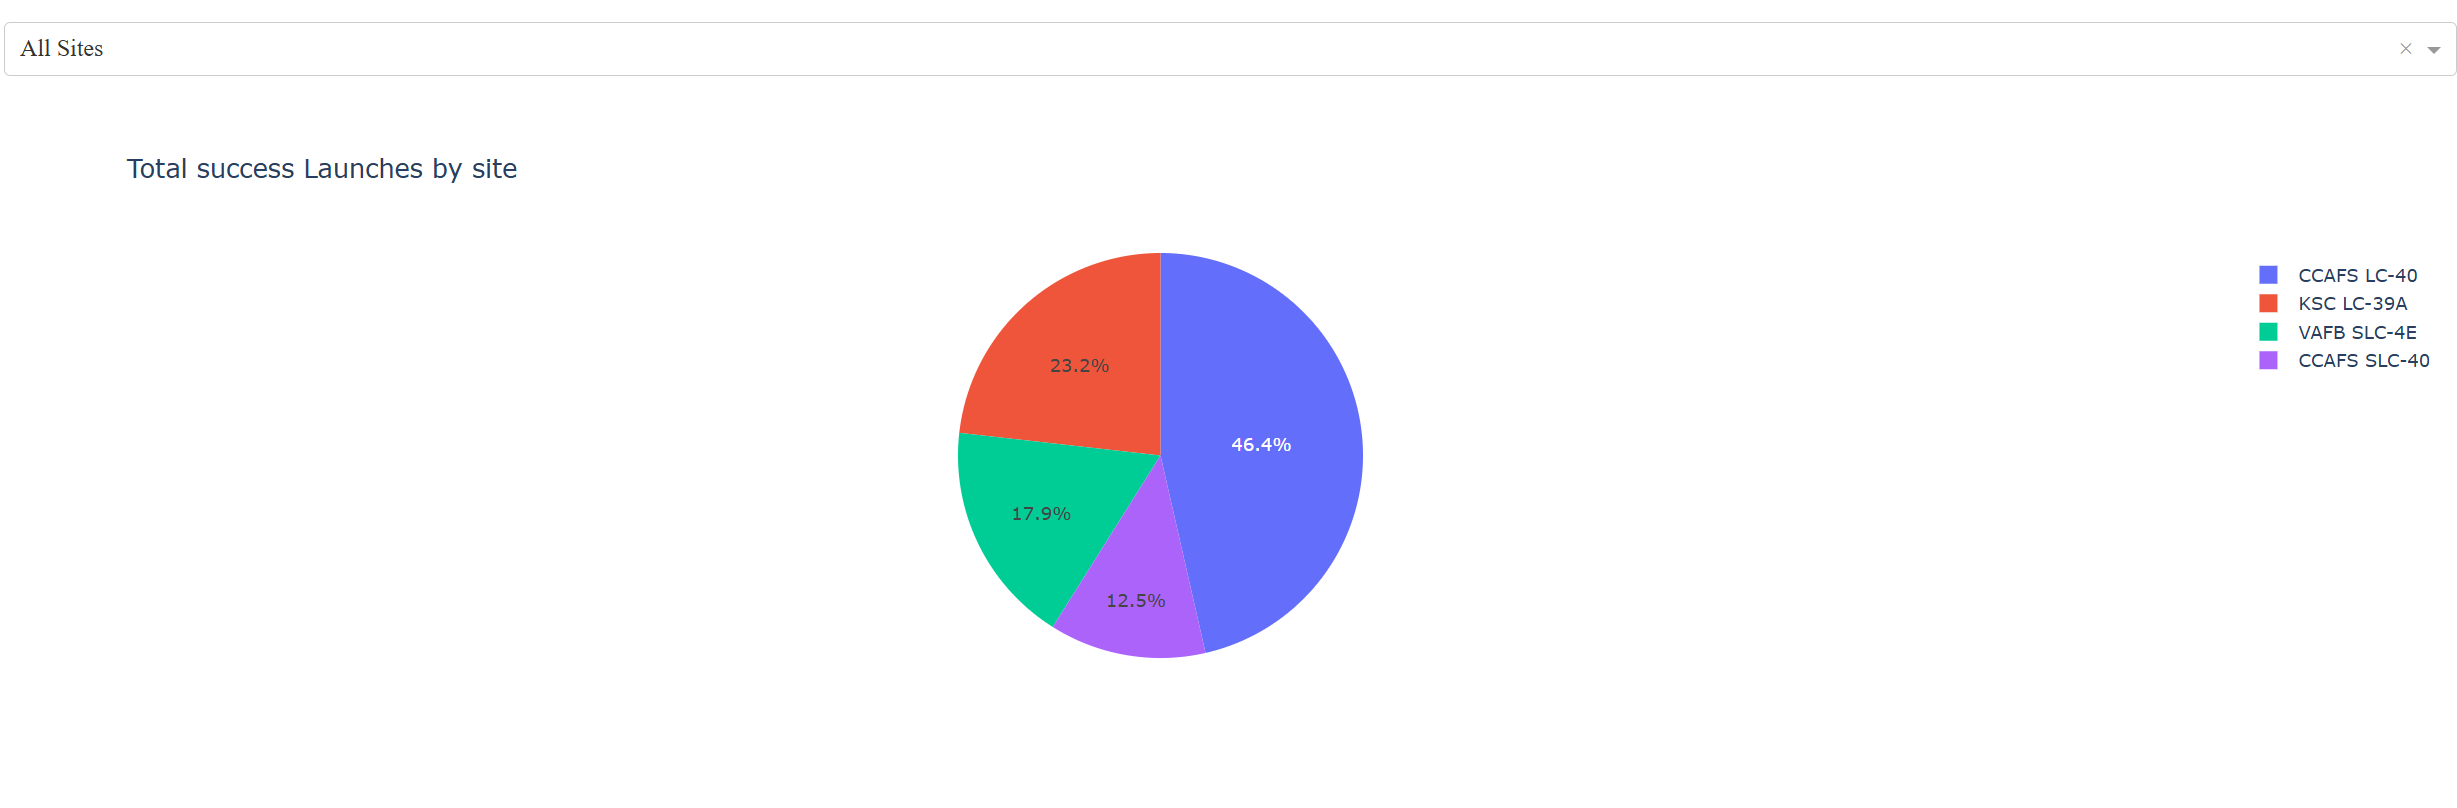 All Sites
Total success Launches by site
CCAFS LC-40
KSC LC-39A
VAFB SLC-4E
CCAFS SLC-40
23.2%
46.4%
17.9%
12.5%